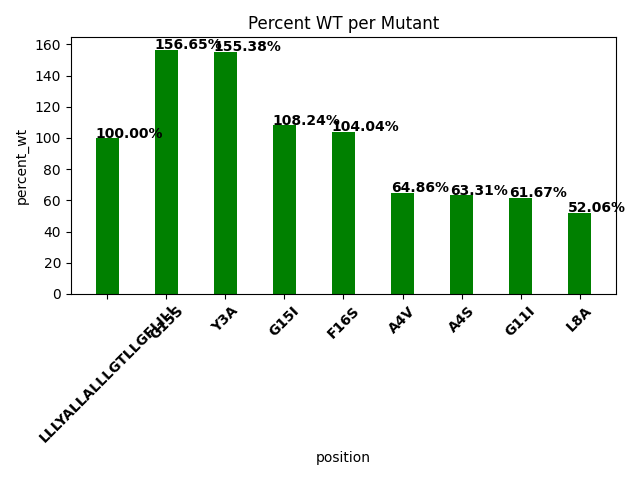 Percent WT per Mutant
percent_wt
160
140
120
100
80
60
40
20
0
100.00%
156.65%
155.38%
108.24%
104.04%
64.86%
63.31%
61.67%
52.06%
G15S
Y3A
G15I
F16S
A4V
A4S
G11I
L8A
position